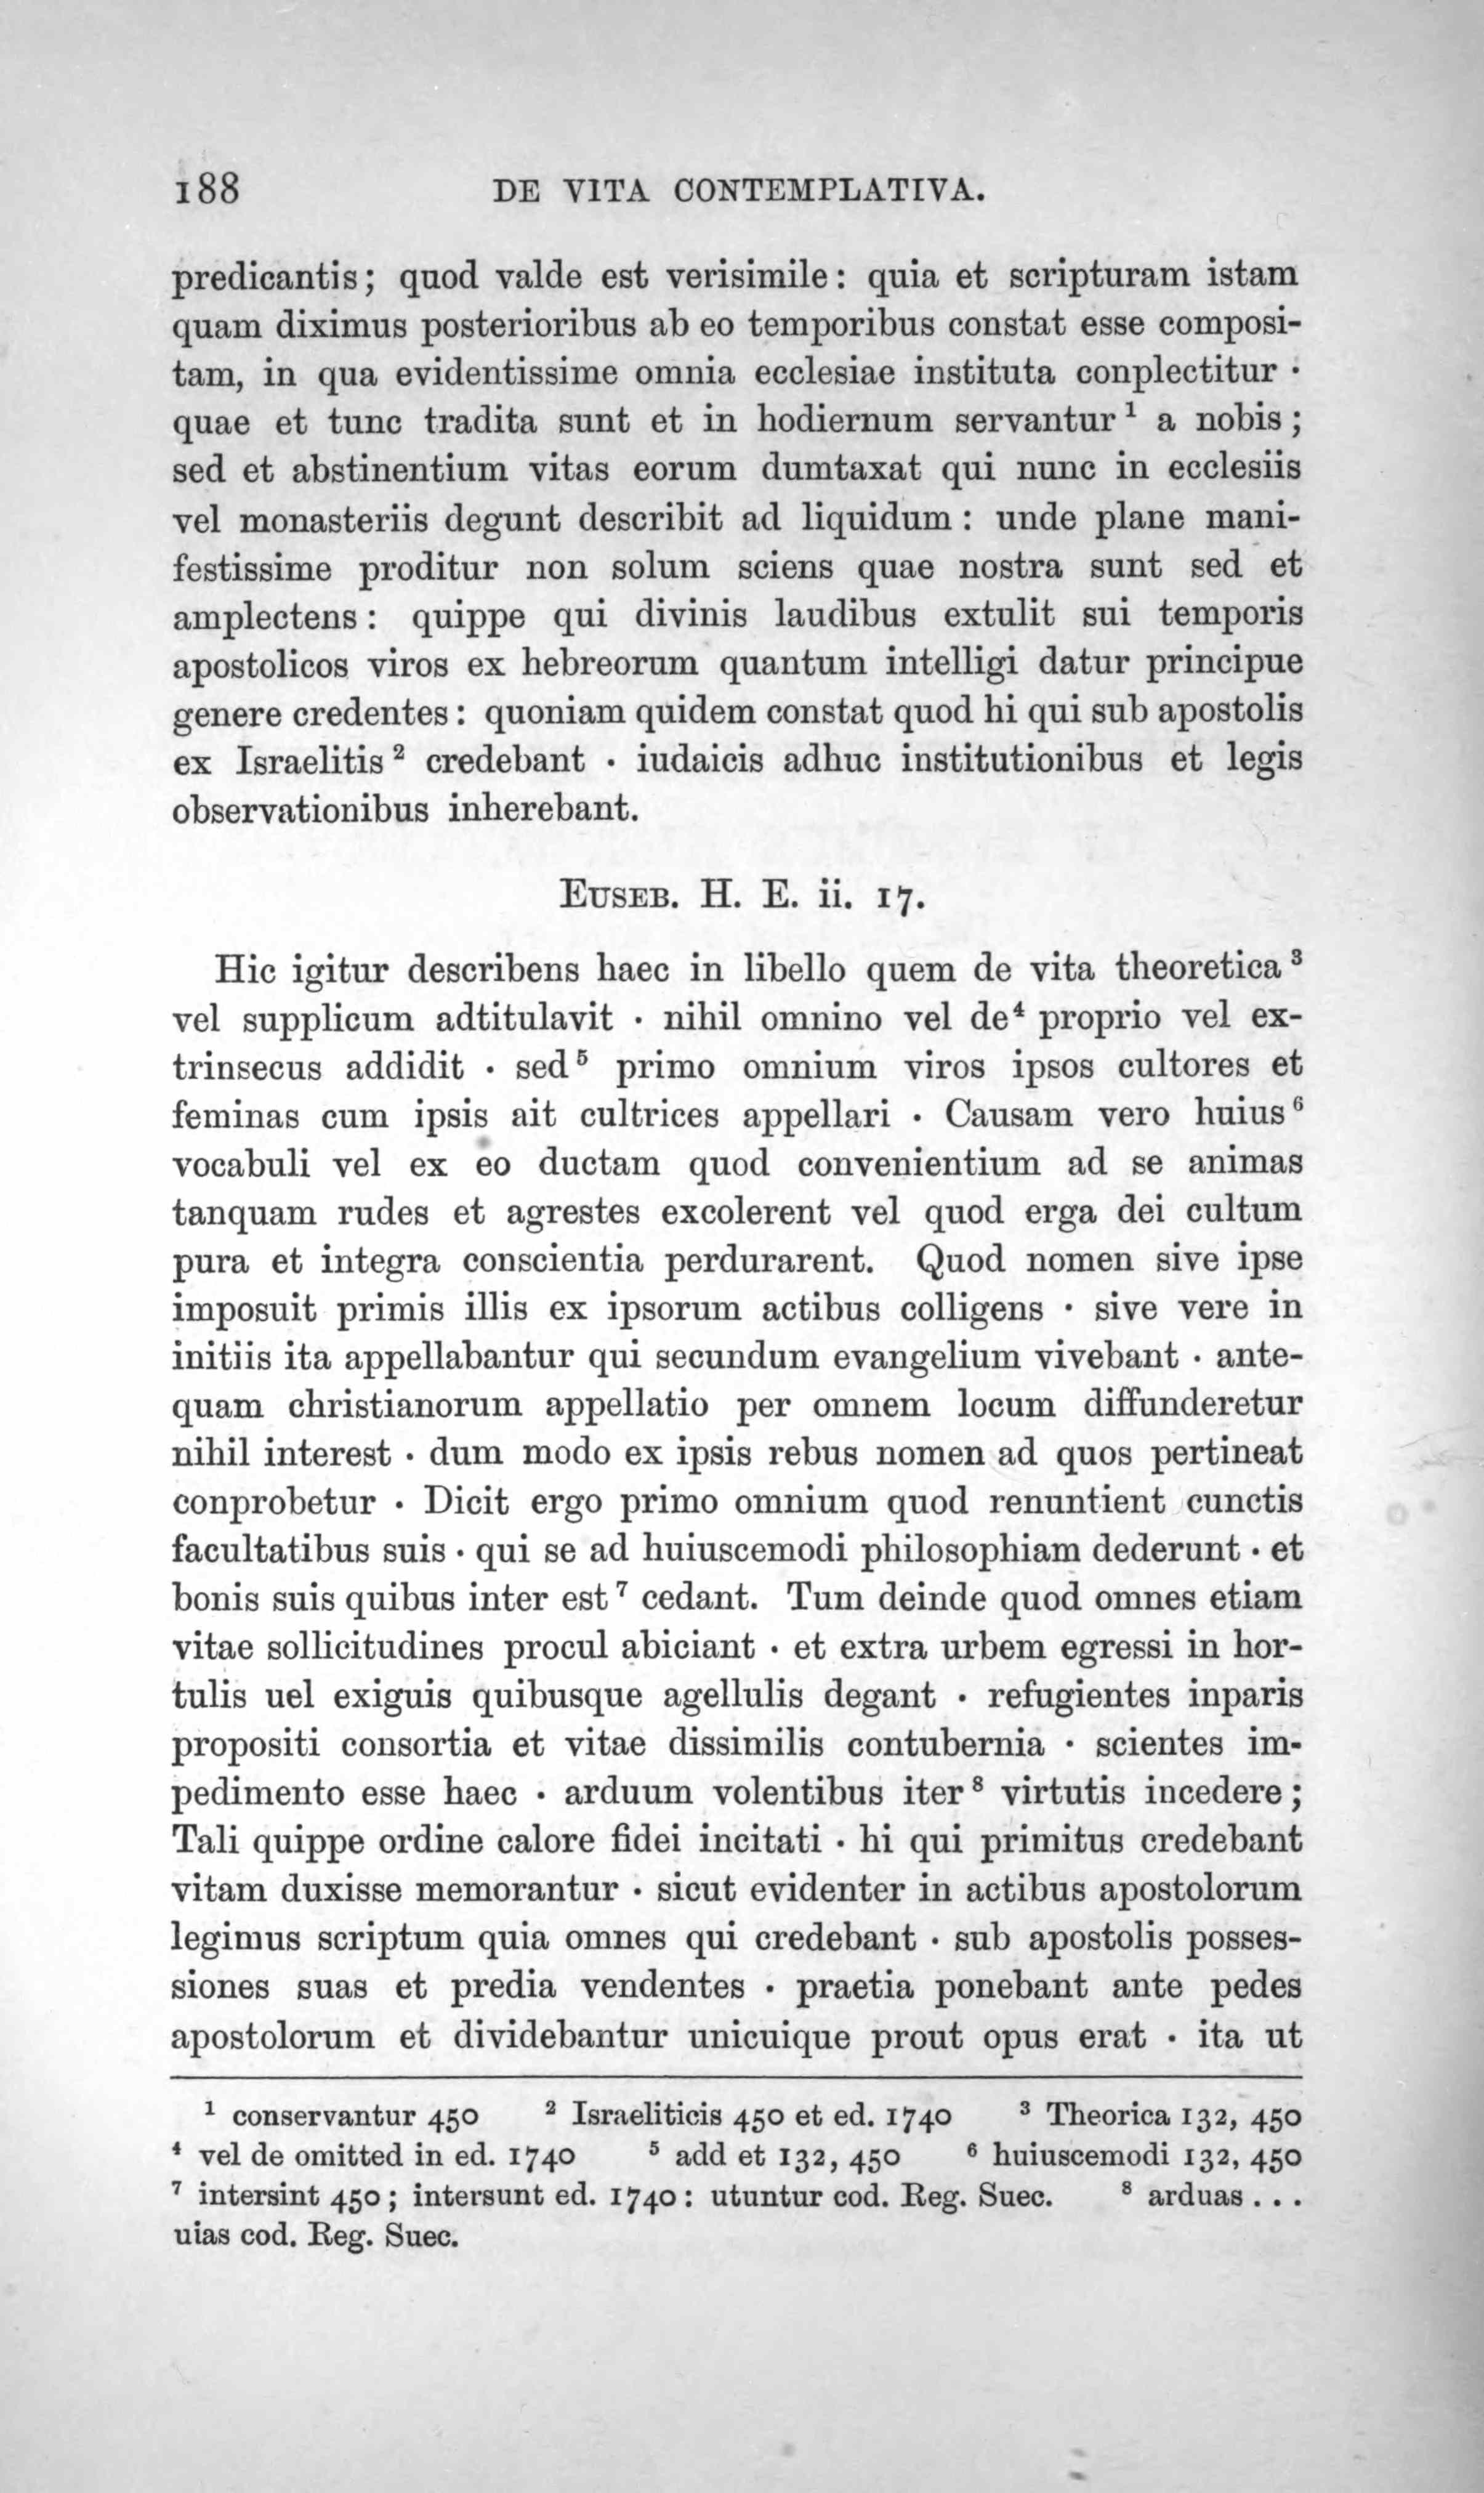 188 DE VITA CONTEMPLATIVA.
predicantis; quod valde est verisimile: quia et scripturam istam
quam diximus posterioribus ab eo temporibus constat esse composi-
tam, in qua evidentissime omnia ecclesiae instituta conplectitur ·
quae et tunc tradita sunt et in hodiernum servantur ¹ a nobis;
sed et abstinentium vitas eorum dumtaxat qui nunc in ecclesiis
vel monasteriis degunt describit ad liquidum: unde plane mani-
festissime proditur non solum sciens quae nostra sunt sed et
amplectens: quippe qui divinis laudibus extulit sui temporis
apostolicos viros ex hebreorum quantum intelligi datur principue
genere credentes: quoniam quidem constat quod hi qui sub apostolis
ex Israelitis ² credebant · iudaicis adhuc institutionibus et legis
observationibus inherebant.
EUSEB. H. E. ii. 17.
Hic igitur describens haec in libello quem de vita theoretica ³
vel supplicum adtitulavit · nihil omnino vel de⁴ proprio vel ex-
trinsecus addidit · sed ⁵ primo omnium viros ipsos cultores et
feminas cum ipsis ait cultrices appellari · Causam vero huius ⁶
vocabuli vel ex eo ductam quod convenientium ad se animas
tanquam rudes et agrestes excolerent vel quod erga dei cultum
pura et integra conscientia perdurarent. Quod nomen sive ipse
imposuit primis illis ex ipsorum actibus colligens · sive vere in
initiis ita appellabantur qui secundum evangelium vivebant · ante-
quam christianorum appellatio per omnem locum diffunderetur
nihil interest · dum modo ex ipsis rebus nomen ad quos pertineat
conprobetur · Dicit ergo primo omnium quod renuntient cunctis
facultatibus suis · qui se ad huiuscemodi philosophiam dederunt · et
bonis suis quibus inter est ⁷ cedant. Tum deinde quod omnes etiam
vitae sollicitudines procul abiciant · et extra urbem egressi in hor-
tulis uel exiguis quibusque agellulis degant · refugientes inparis
propositi consortia et vitae dissimilis contubernia · scientes im-
pedimento esse haec · arduum volentibus iter ⁸ virtutis incedere;
Tali quippe ordine calore fidei incitati · hi qui primitus credebant
vitam duxisse memorantur · sicut evidenter in actibus apostolorum
legimus scriptum quia omnes qui credebant · sub apostolis posses-
siones suas et predia vendentes · praetia ponebant ante pedes
apostolorum et dividebantur unicuique prout opus erat · ita ut
¹ conservantur 450 ² Israeliticis 450 et ed. 1740 ³ Theorica 132, 450
⁴ vel de omitted in ed. 1740 ⁵ add et 132, 450 ⁶ huiuscemodi 132, 450
⁷ intersint 450; intersunt ed. 1740: utuntur cod. Reg. Suec. ⁸ arduas . . .
uias cod. Reg. Suec.